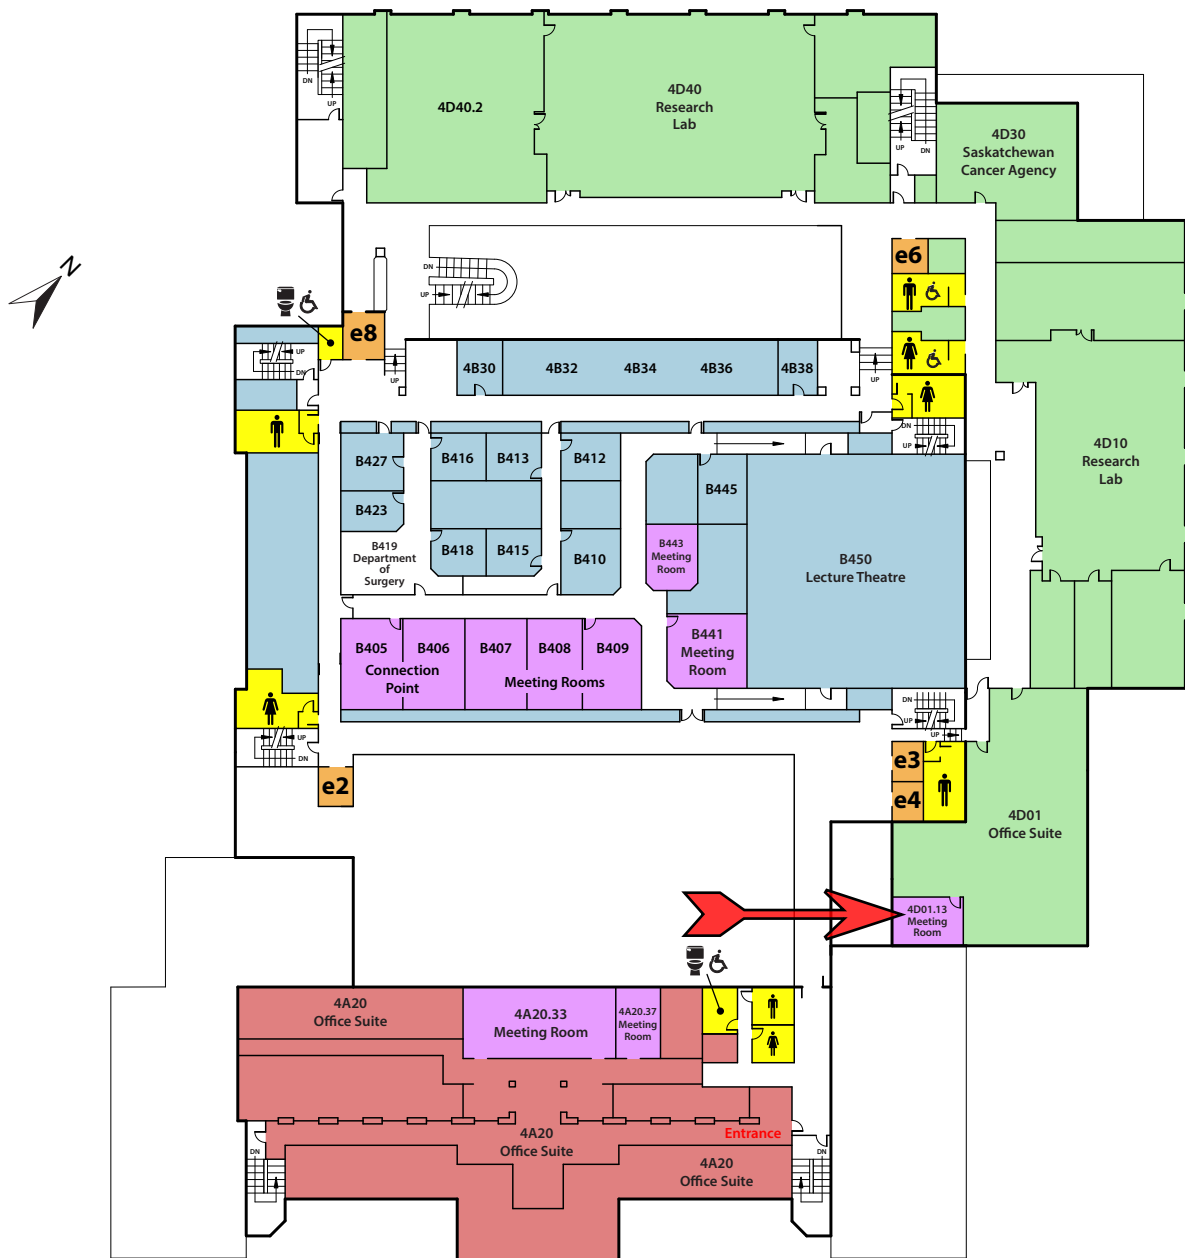 DN
UP
4D40.2
4D40
Research
Lab
UP
DN
4D30
Saskatchewan
Cancer Agency
N
DN
UP
e6
e8
UP
DN
UP
4B30
4B32
4B34
4B36
4B38
UP
DN
UP
B427
B416
B413
B412
B445
4D10
Research
Lab
B423
B419
Department
of
Surgery
B418
B415
B410
B443
Meeting
Room
B450
Lecture Theatre
B405
B406
B407
B408
B409
Connection
Point
Meeting Rooms
B441
Meeting
Room
DN
UP
UP
UP
DN
e2
e3
e4
4D01
Office Suite
4D01.13
Meeting
Room
4A20
Office Suite
4A20.33
Meeting Room
4A20.37
Meeting
Room
4A20
Office Suite
Entrance
4A20
Office Suite
DN
UP
DN
UP